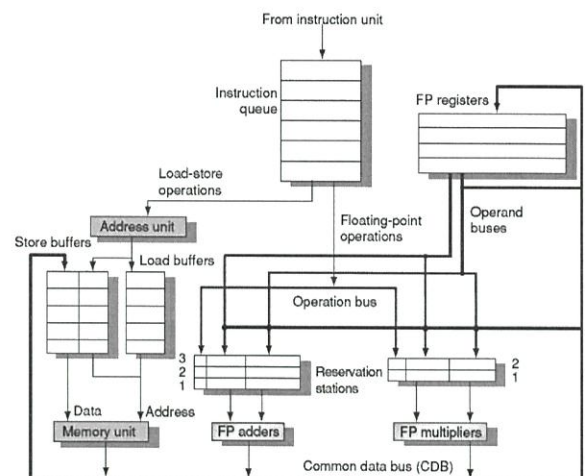 From instruction unit
Instruction
queue
FP registers
Load-store
operations
Address unit
Floating-point
operations
Operand
buses
Store buffers
Load buffers
Operation bus
3
2
1
Reservation
stations
2
1
Data
Address
Memory unit
FP adders
FP multipliers
Common data bus (CDB)